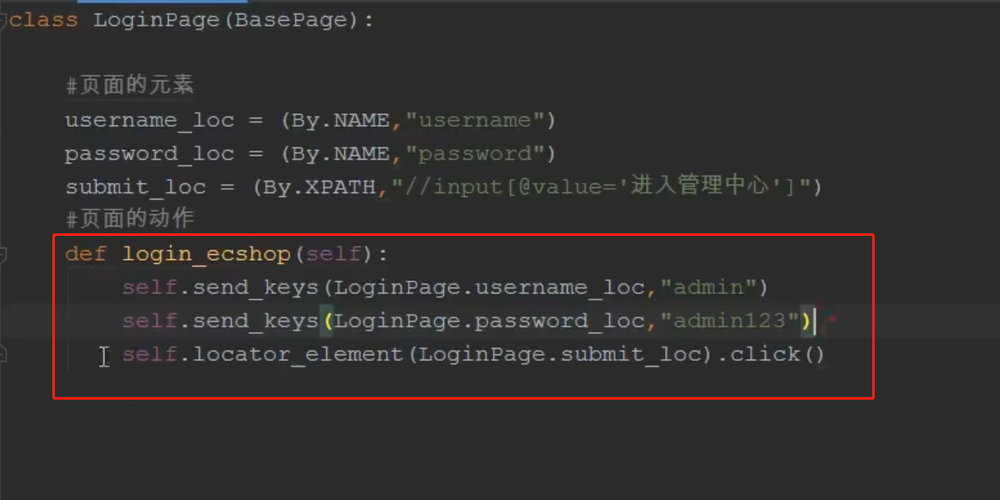 class LoginPage(BasePage):
#页面的元素
username_loc = (By.NAME,"username")
password_loc = (By.NAME,"password")
submit_loc = (By.XPATH,"//input[@value='进入管理中心']")
#页面的动作
def login_ecshop(self):
self.send_keys(LoginPage.username_loc,"admin")
self.send_keys(LoginPage.password_loc,"admin123")
self.locator_element(LoginPage.submit_loc).click()